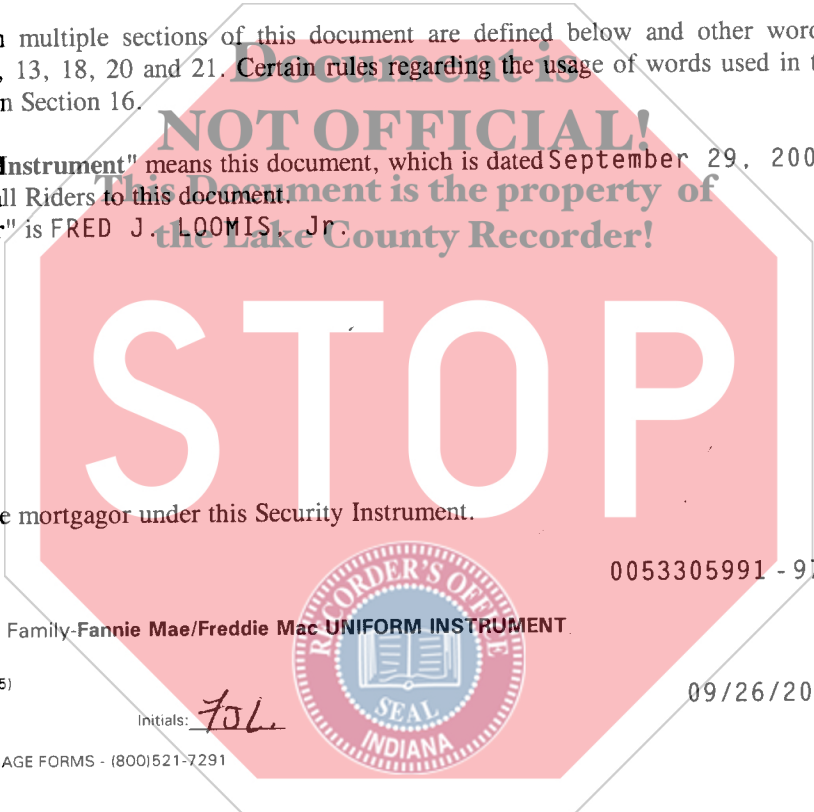 multiple sections of this document are defined below and other
, 13, 18, 20 and 21. Certain rules regarding the usage of words used in
Section 16.
Document is
NOT OFFICIAL!
This Document is the property of
the Lake County Recorder!
Instrument" means this document, which is dated September 29, 200
all Riders to this document.
" is FRED J. LOOMIS, Jr.
STOP
mortgagor under this Security Instrument.
0053305991 - 97
RECORDER'S OFFICE
SEAL
INDIANA
Family-Fannie Mae/Freddie Mac UNIFORM INSTRUMENT
5)
09/26/20
Initials: FJL.
AGE FORMS - (800)521-7291